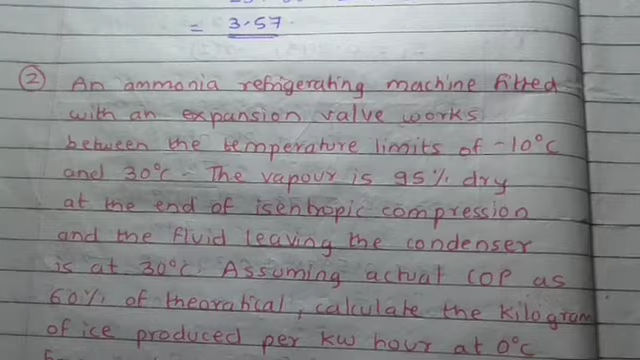 = 3.57
② An ammonia refrigerating machine fitted
with an expansion valve works
between the temperature limits of -10°C
and 30°C - The vapour is 95% dry
at the end of isentropic compression
and the fluid leaving the condenser
is at 30°C. Assuming actual COP as
60% of theoratical, calculate the kilogram
of ice produced per kw hour at 0°C